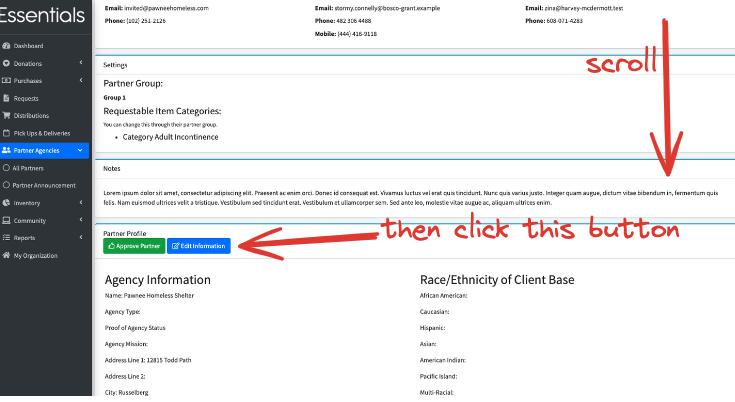 Essentials
Email: invited@pawneehomeless.com
Email: stormy.connelly@bosco-grant.example
Email: zina@harvey-mcdermott.test
Phone: (102) 251-2126
Phone: 482 306 4488
Phone: 608-071-4283
Mobile: (444) 416-9118
Dashboard
Donations
Purchases
Requests
Distributions
Pick Ups & Deliveries
Partner Agencies
All Partners
Partner Announcement
Inventory
Community
Reports
My Organization
scroll
Settings
Partner Group:
Group 1
Requestable Item Categories:
You can change this through their partner group.
Category Adult Incontinence
Notes
Lorem ipsum dolor sit amet, consectetur adipiscing elit. Praesent ac enim orci. Donec id consequat est. Vivamus luctus vel erat quis tincidunt. Nunc quis varius justo. Integer quam augue, dictum vitae bibendum in, fermentum quis
felis. Nam euismod ultrices velit a tristique. Vestibulum sed tincidunt erat. Vestibulum et ullamcorper sem. Sed ante leo, molestie vitae augue ac, aliquam ultrices enim.
Partner Profile
Approve Partner Edit Information
then click this button
Agency Information
Name: Pawnee Homeless Shelter
Agency Type:
Proof of Agency Status
Agency Mission:
Address Line 1: 12815 Todd Path
Address Line 2:
City: Russelberg
Race/Ethnicity of Client Base
African American:
Caucasian:
Hispanic:
Asian:
American Indian:
Pacific Island:
Multi-Racial: